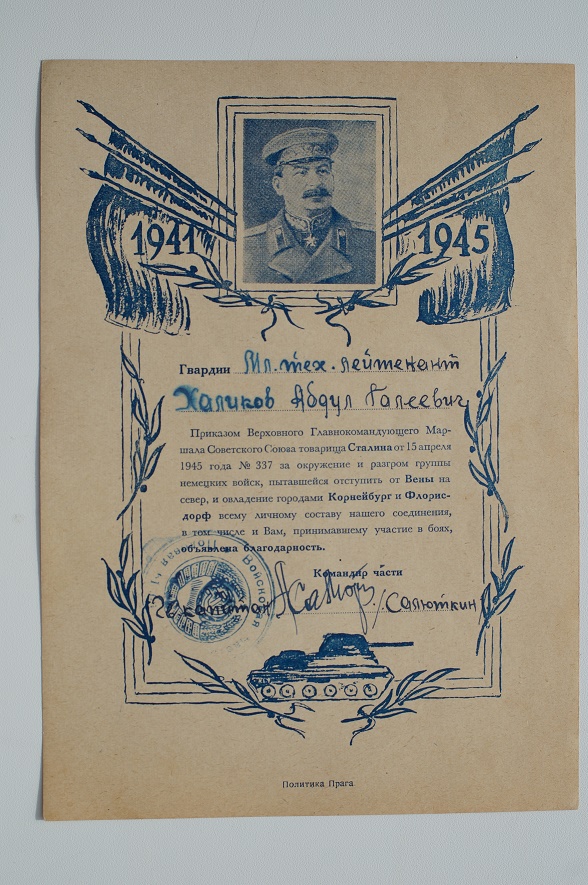 1941
1945
Гвардии Мл. тех. лейтенант
Халиков Абдул Галеевич
Приказом Верховного Главнокомандующего Мар-
шала Советского Союза товарища Сталина от 15 апреля
1945 года № 337 за окружение и разгром группы
немецких войск, пытавшейся отступить от Вены на
север, и овладение городами Корнейбург и Флорис-
дорф всему личному составу нашего соединения,
в том числе и Вам, принимавшему участие в боях,
объявлена благодарность.
Командир части
капитан /Салюткин
Войсковая
Полевая
Политика Прага.